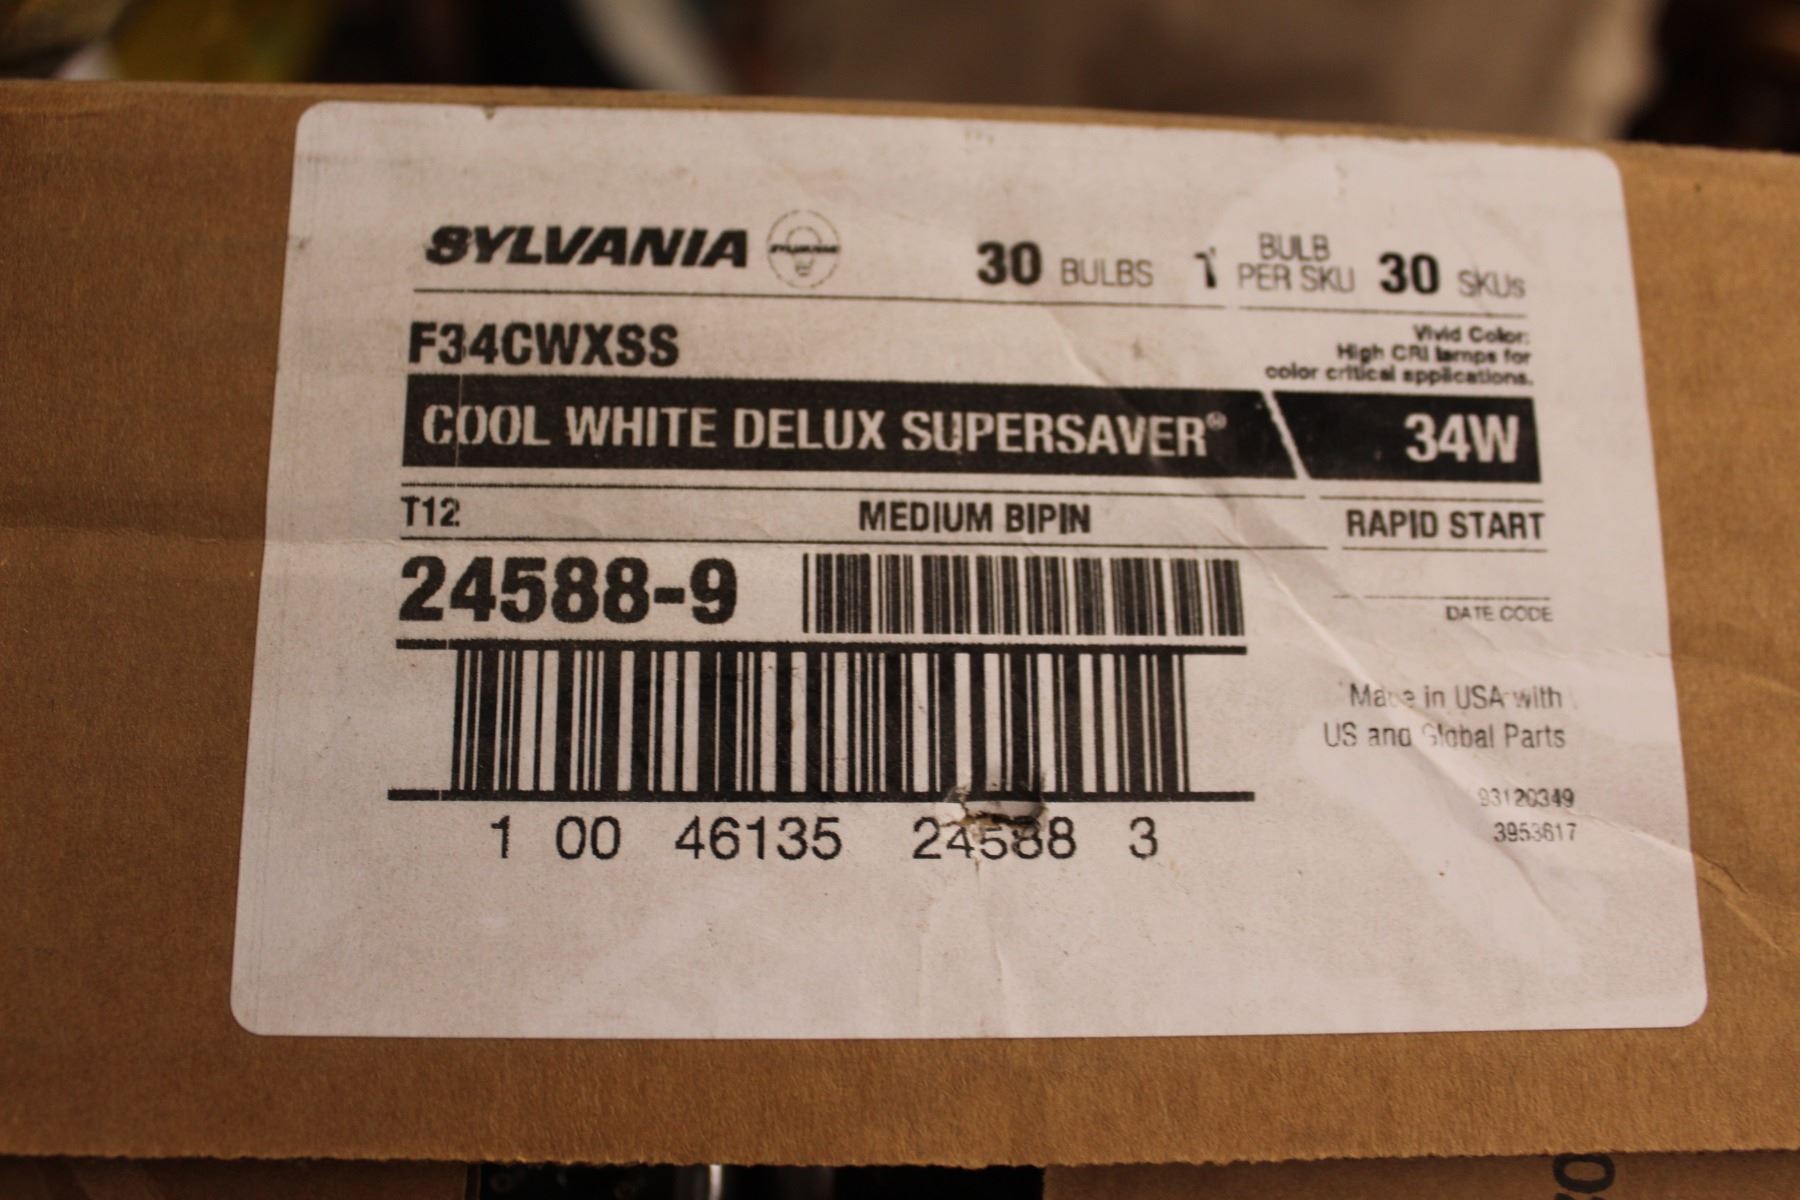 SYLVANIA SYLVANIA 30 BULBS 1 BULB PER SKU 30 SKUs
F34CWXSS
Vivid Color:
High CRI lamps for
color critical applications.
COOL WHITE DELUX SUPERSAVER® 34W
T12 MEDIUM BIPIN RAPID START
24588-9
DATE CODE
Made in USA with
US and Global Parts
93120349
3953617
1 00 46135 24588 3